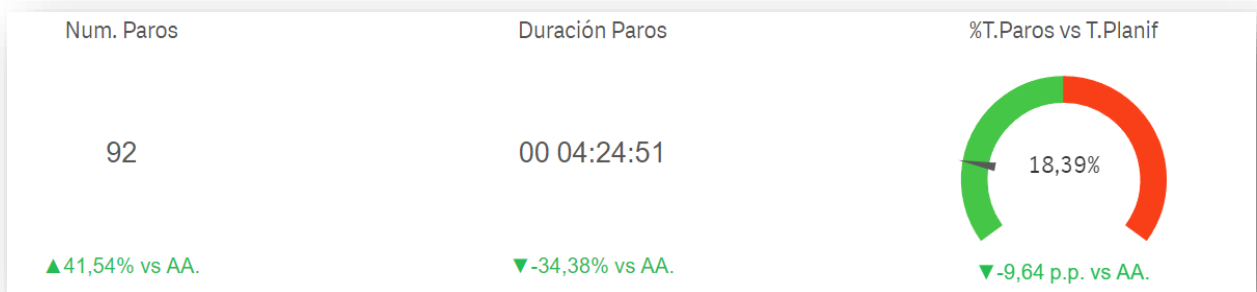 Num. Paros
92
▲41,54% vs AA.
Duración Paros
00 04:24:51
▼-34,38% vs AA.
%T.Paros vs T.Planif
18,39%
▼-9,64 p.p. vs AA.